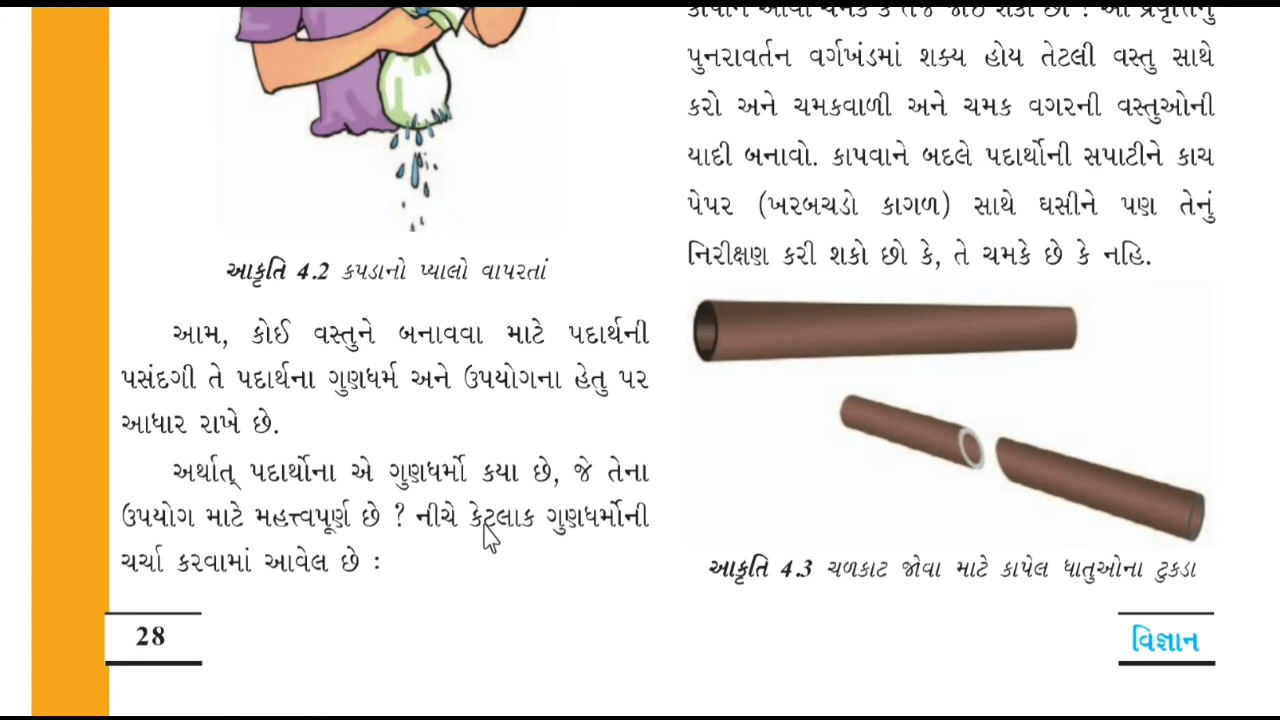 આકૃતિ 4.2 કપડાનો પ્યાલો વાપરતાં
આમ, કોઈ વસ્તુને બનાવવા માટે પદાર્થની
પસંદગી તે પદાર્થના ગુણધર્મ અને ઉપયોગના હેતુ પર
આધાર રાખે છે.
અર્થાત્ પદાર્થોના એ ગુણધર્મો કયા છે, જે તેના
ઉપયોગ માટે મહત્ત્વપૂર્ણ છે ? નીચે કેટલાક ગુણધર્મોની
ચર્ચા કરવામાં આવેલ છે :
28
પુનરાવર્તન વર્ગખંડમાં શક્ય હોય તેટલી વસ્તુ સાથે
કરો અને ચમકવાળી અને ચમક વગરની વસ્તુઓની
યાદી બનાવો. કાપવાને બદલે પદાર્થોની સપાટીને કાચ
પેપર (ખરબચડો કાગળ) સાથે ઘસીને પણ તેનું
નિરીક્ષણ કરી શકો છો કે, તે ચમકે છે કે નહિ.
આકૃતિ 4.3 ચળકાટ જોવા માટે કાપેલ ધાતુઓના ટુકડા
વિજ્ઞાન